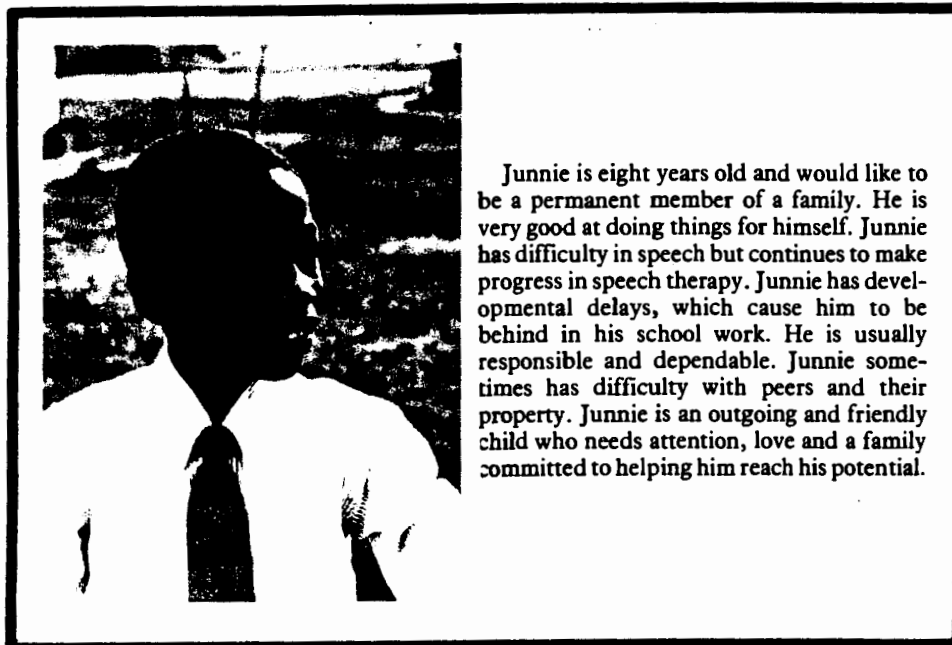 Junnie is eight years old and would like to
be a permanent member of a family. He is
very good at doing things for himself. Junnie
has difficulty in speech but continues to make
progress in speech therapy. Junnie has devel-
opmental delays, which cause him to be
behind in his school work. He is usually
responsible and dependable. Junnie some-
times has difficulty with peers and their
property. Junnie is an outgoing and friendly
child who needs attention, love and a family
committed to helping him reach his potential.